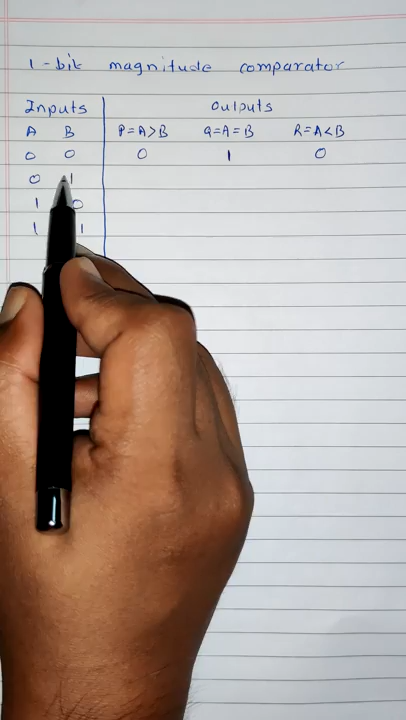 1-bit magnitude comparator
Inputs Outputs
A B P=A>B Q=A=B R=A<B
0 0 0 1 0
0 1
1 0
1 1